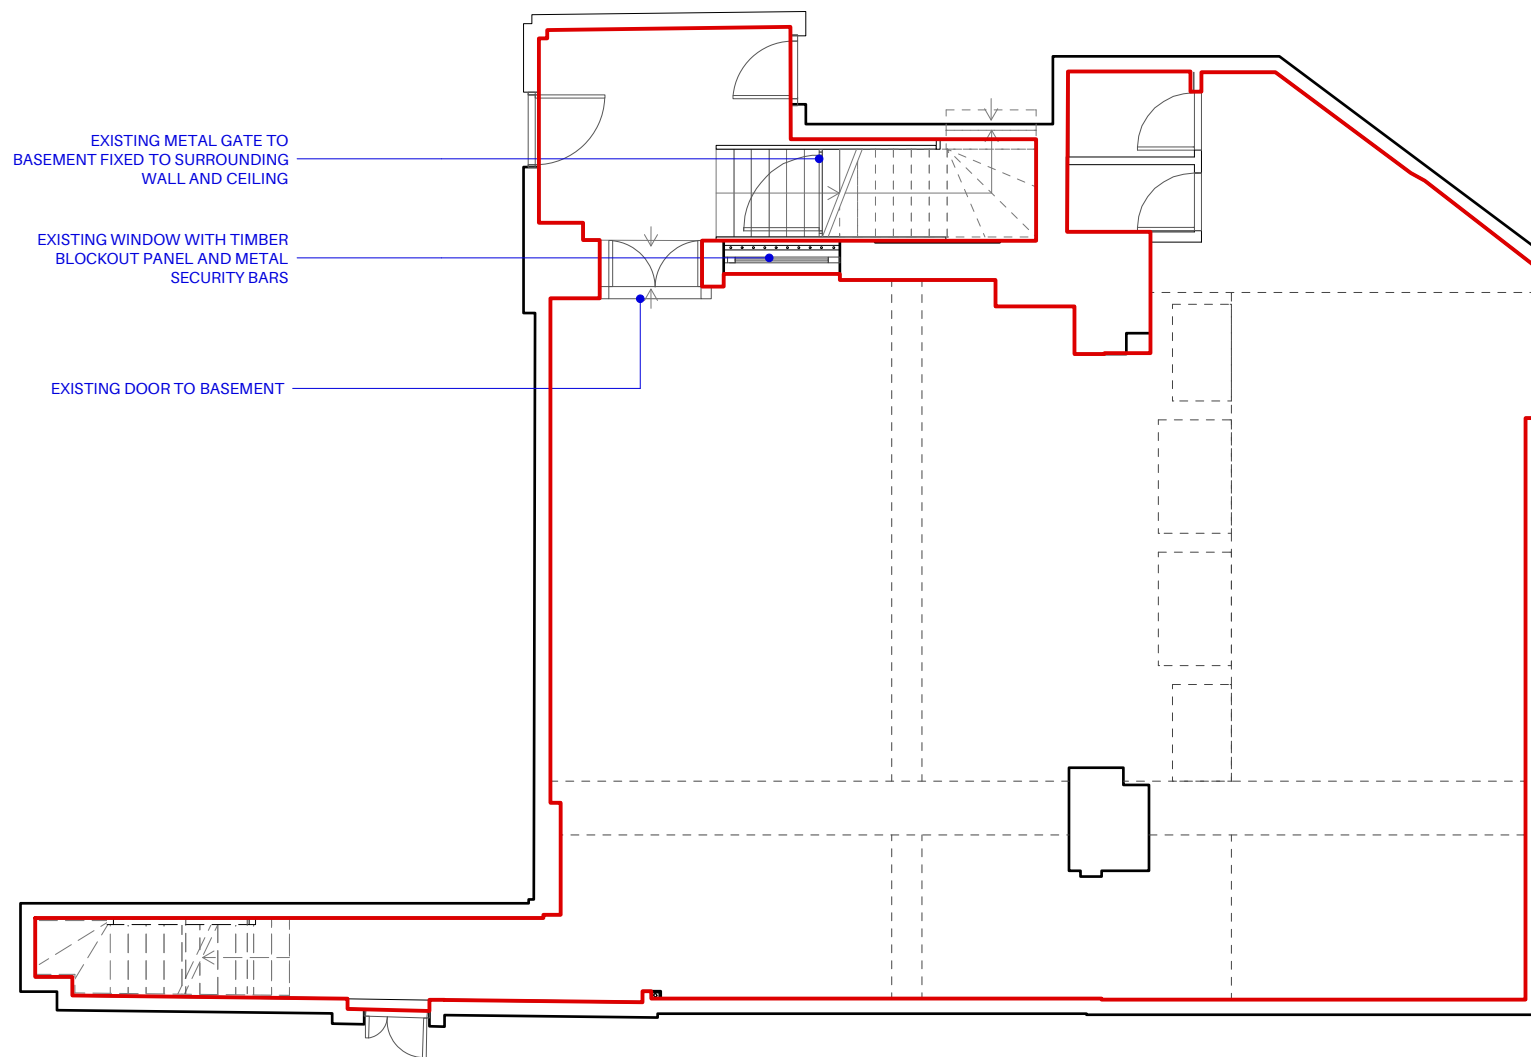 EXISTING METAL GATE TO
BASEMENT FIXED TO SURROUNDING
WALL AND CEILING
EXISTING WINDOW WITH TIMBER
BLOCKOUT PANEL AND METAL
SECURITY BARS
EXISTING DOOR TO BASEMENT